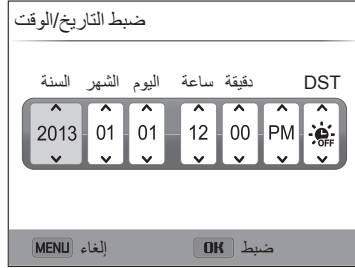 ضبط التاريخ/الوقت
السنة الشهر اليوم ساعة دقيقة DST
2013 - 01 - 01 - 12 - 00 PM OFF
MENU إلغاء OK ضبط